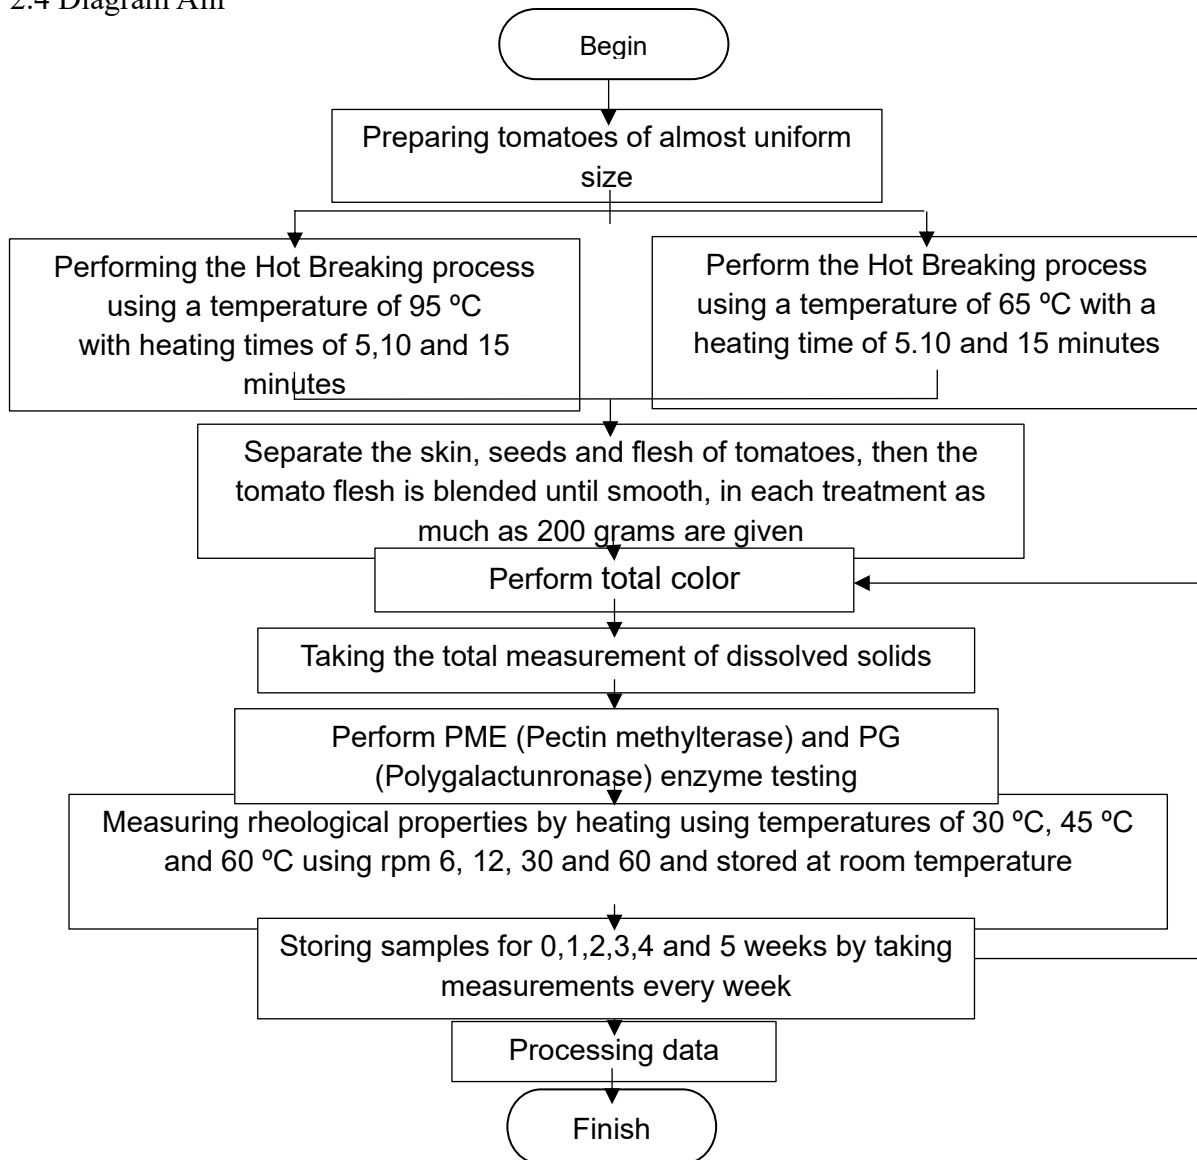 2.4 Diagram Alir
Begin
Preparing tomatoes of almost uniform
size
Performing the Hot Breaking process
using a temperature of 95 ºC
with heating times of 5,10 and 15
minutes
Perform the Hot Breaking process
using a temperature of 65 ºC with a
heating time of 5.10 and 15 minutes
Separate the skin, seeds and flesh of tomatoes, then the
tomato flesh is blended until smooth, in each treatment as
much as 200 grams are given
Perform total color
Taking the total measurement of dissolved solids
Perform PME (Pectin methylterase) and PG
(Polygalactunronase) enzyme testing
Measuring rheological properties by heating using temperatures of 30 ºC, 45 ºC
and 60 ºC using rpm 6, 12, 30 and 60 and stored at room temperature
Storing samples for 0,1,2,3,4 and 5 weeks by taking
measurements every week
Processing data
Finish